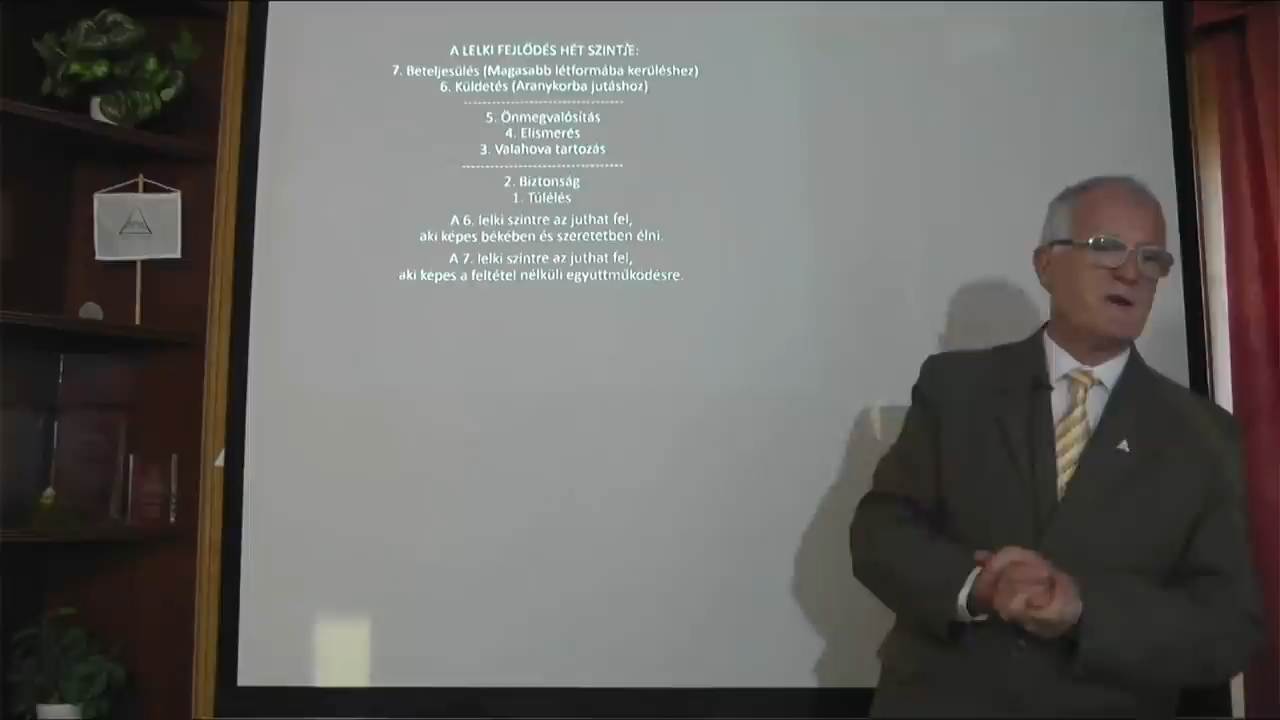 A LELKI FEJLŐDÉS HÉT SZINTJE:
7. Beteljesülés (Magasabb létformába kerüléshez)
6. Küldetés (Aranykorba jutáshoz)
-----------------------------
5. Önmegvalósítás
4. Elismerés
3. Valahova tartozás
-----------------------------
2. Biztonság
1. Túlélés
A 6. lelki szintre az juthat fel,
aki képes békében és szeretetben élni.
A 7. lelki szintre az juthat fel,
aki képes a feltétel nélküli együttműködésre.